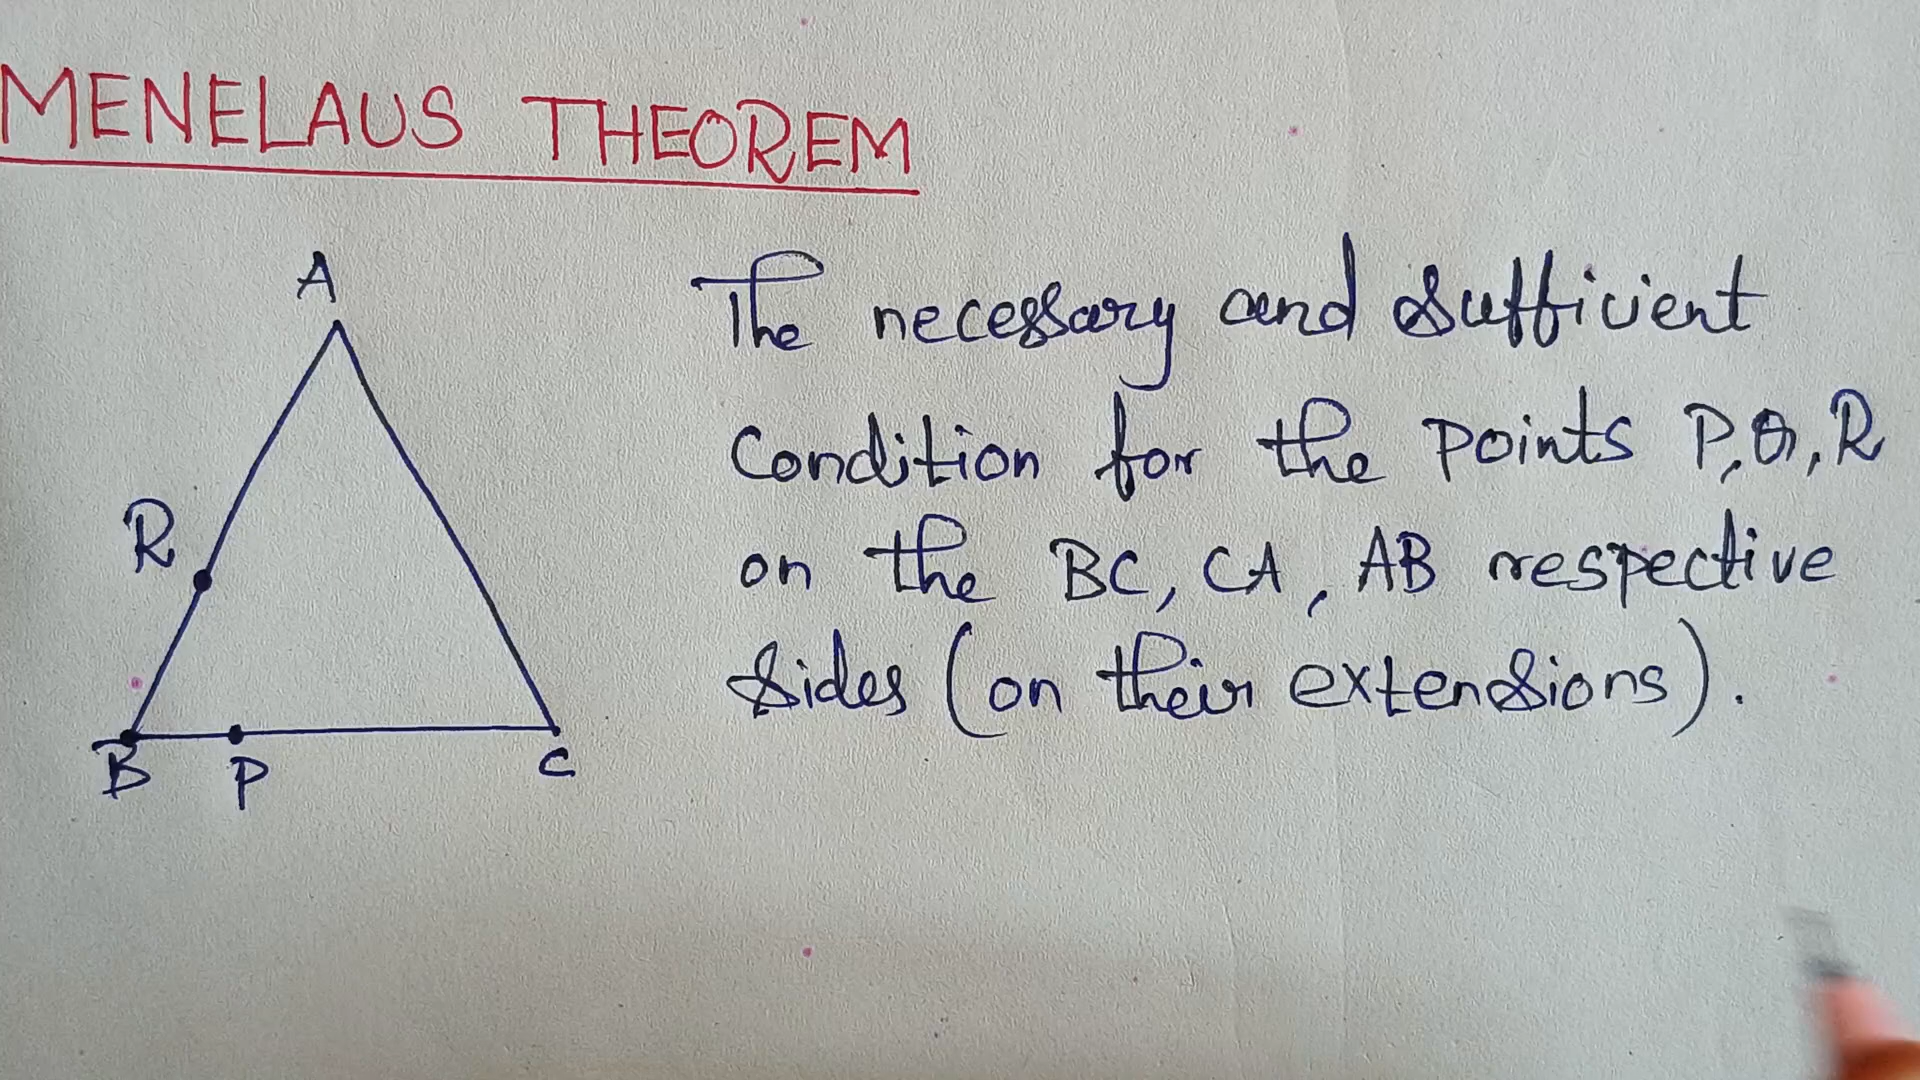 MENELAUS THEOREM
A
R
B P C
The necessary and sufficient
Condition for the points P,Q,R
on the BC, CA, AB respective
sides (on their extensions).